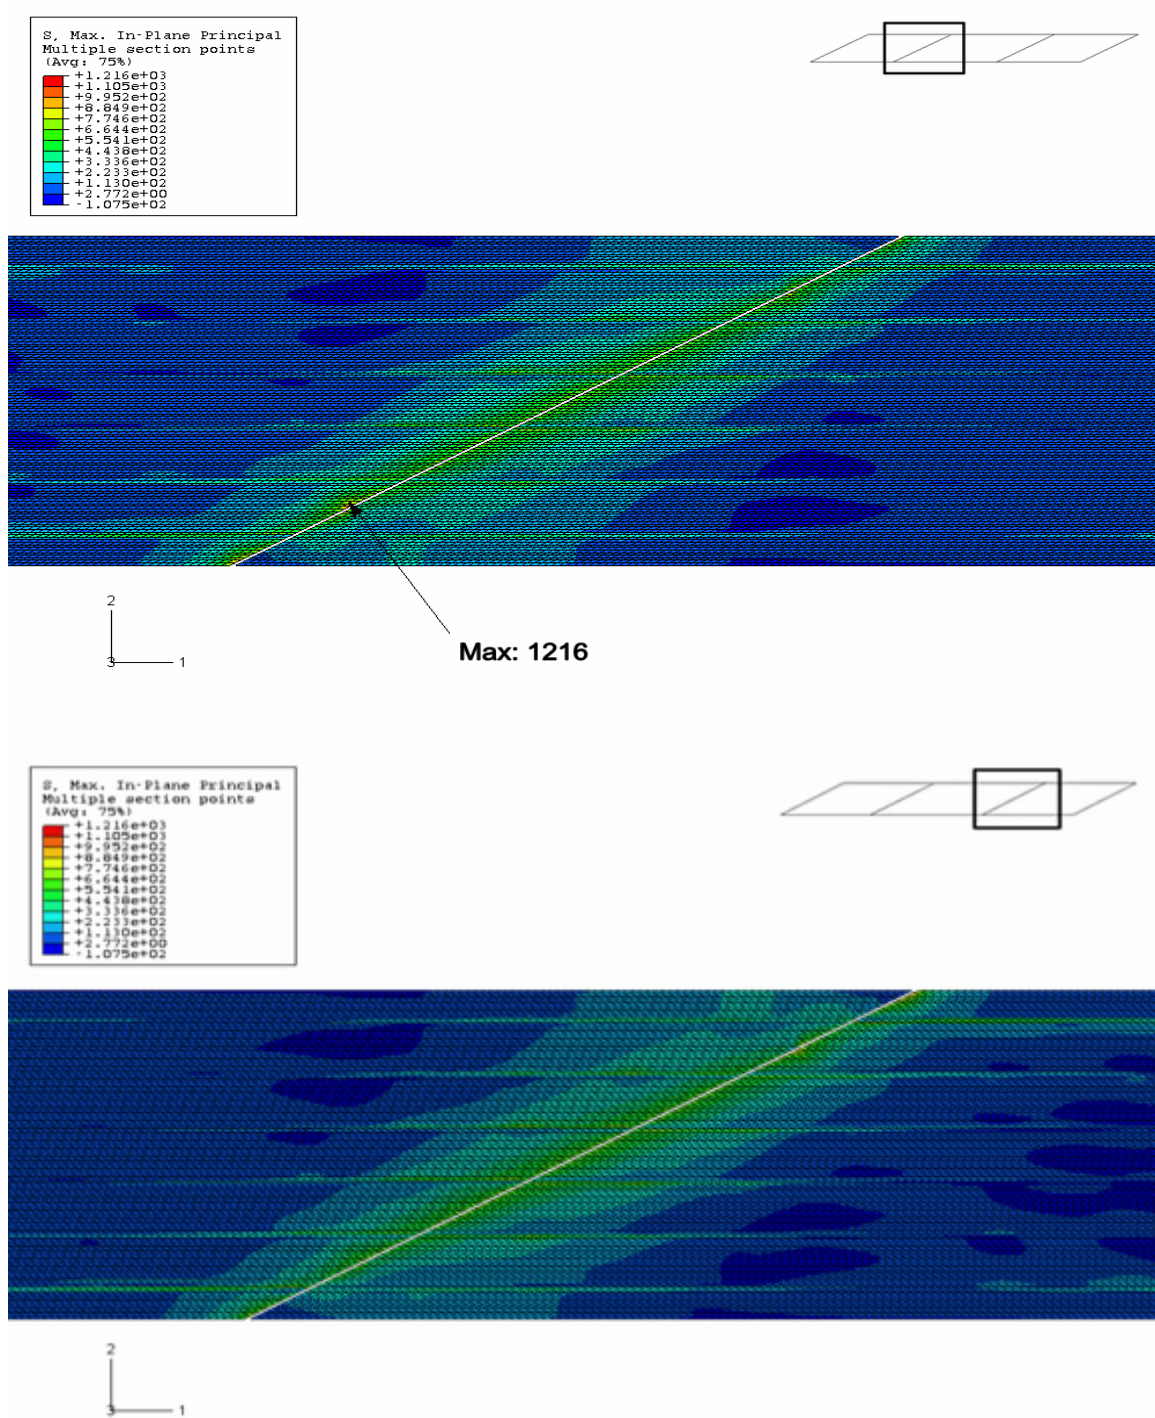 S, Max. In-Plane Principal
Multiple section points
(Avg: 75%)
+1.216e+03
+1.105e+03
+9.952e+02
+8.849e+02
+7.746e+02
+6.644e+02
+5.541e+02
+4.438e+02
+3.336e+02
+2.233e+02
+1.130e+02
+2.772e+00
-1.075e+02
2
3 1
Max: 1216
S, Max. In-Plane Principal
Multiple section points
(Avg: 75%)
+1.216e+03
+1.105e+03
+9.952e+02
+8.849e+02
+7.746e+02
+6.644e+02
+5.541e+02
+4.438e+02
+3.336e+02
+2.233e+02
+1.130e+02
+2.772e+00
-1.075e+02
2
3 1